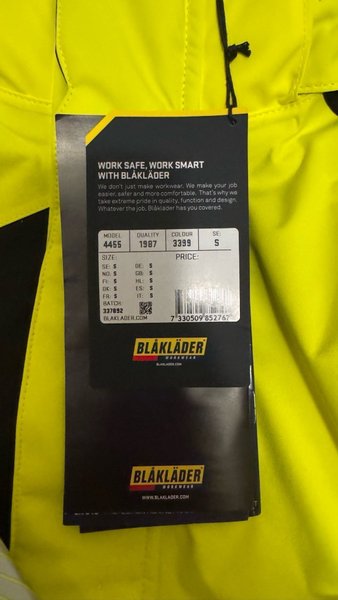 WORK SAFE, WORK SMART
WITH BLÅKLÄDER
We don't just make workwear. We make your job
easier, safer and more comfortable. That's why we
take extreme pride in quality, function and design.
Whatever the job, Blåkläder has you covered.
MODEL QUALITY COLOUR SE:
4455 1987 3399 S
SIZE: PRICE:
SE: S DE: S
NO: S GB: S
FI: S NL: S
DK: S ES: S
FR: S IT: S
BATCH:
337892
BLAKLADER.COM
7 330509 852767
BLÅKLÄDER
WORKWEAR
WWW.BLAKLADER.COM
BLÅKLÄDER
WORKWEAR
WWW.BLAKLADER.COM